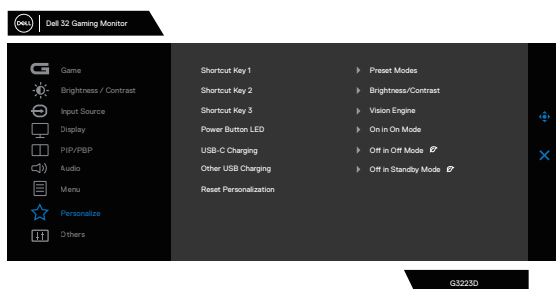 DELL Dell 32 Gaming Monitor
Game
Brightness / Contrast
Input Source
Display
PIP/PBP
Audio
Menu
Personalize
Others
Shortcut Key 1 Preset Modes
Shortcut Key 2 Brightness/Contrast
Shortcut Key 3 Vision Engine
Power Button LED On in On Mode
USB-C Charging Off in Off Mode
Other USB Charging Off in Standby Mode
Reset Personalization
G3223D